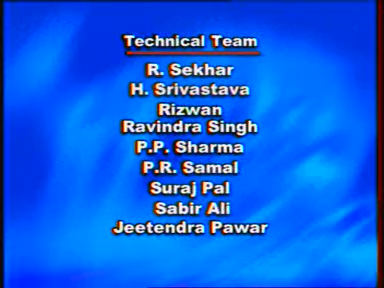 Technical Team
R. Sekhar
H. Srivastava
Rizwan
Ravindra Singh
P.P. Sharma
P.R. Samal
Suraj Pal
Sabir Ali
Jeetendra Pawar